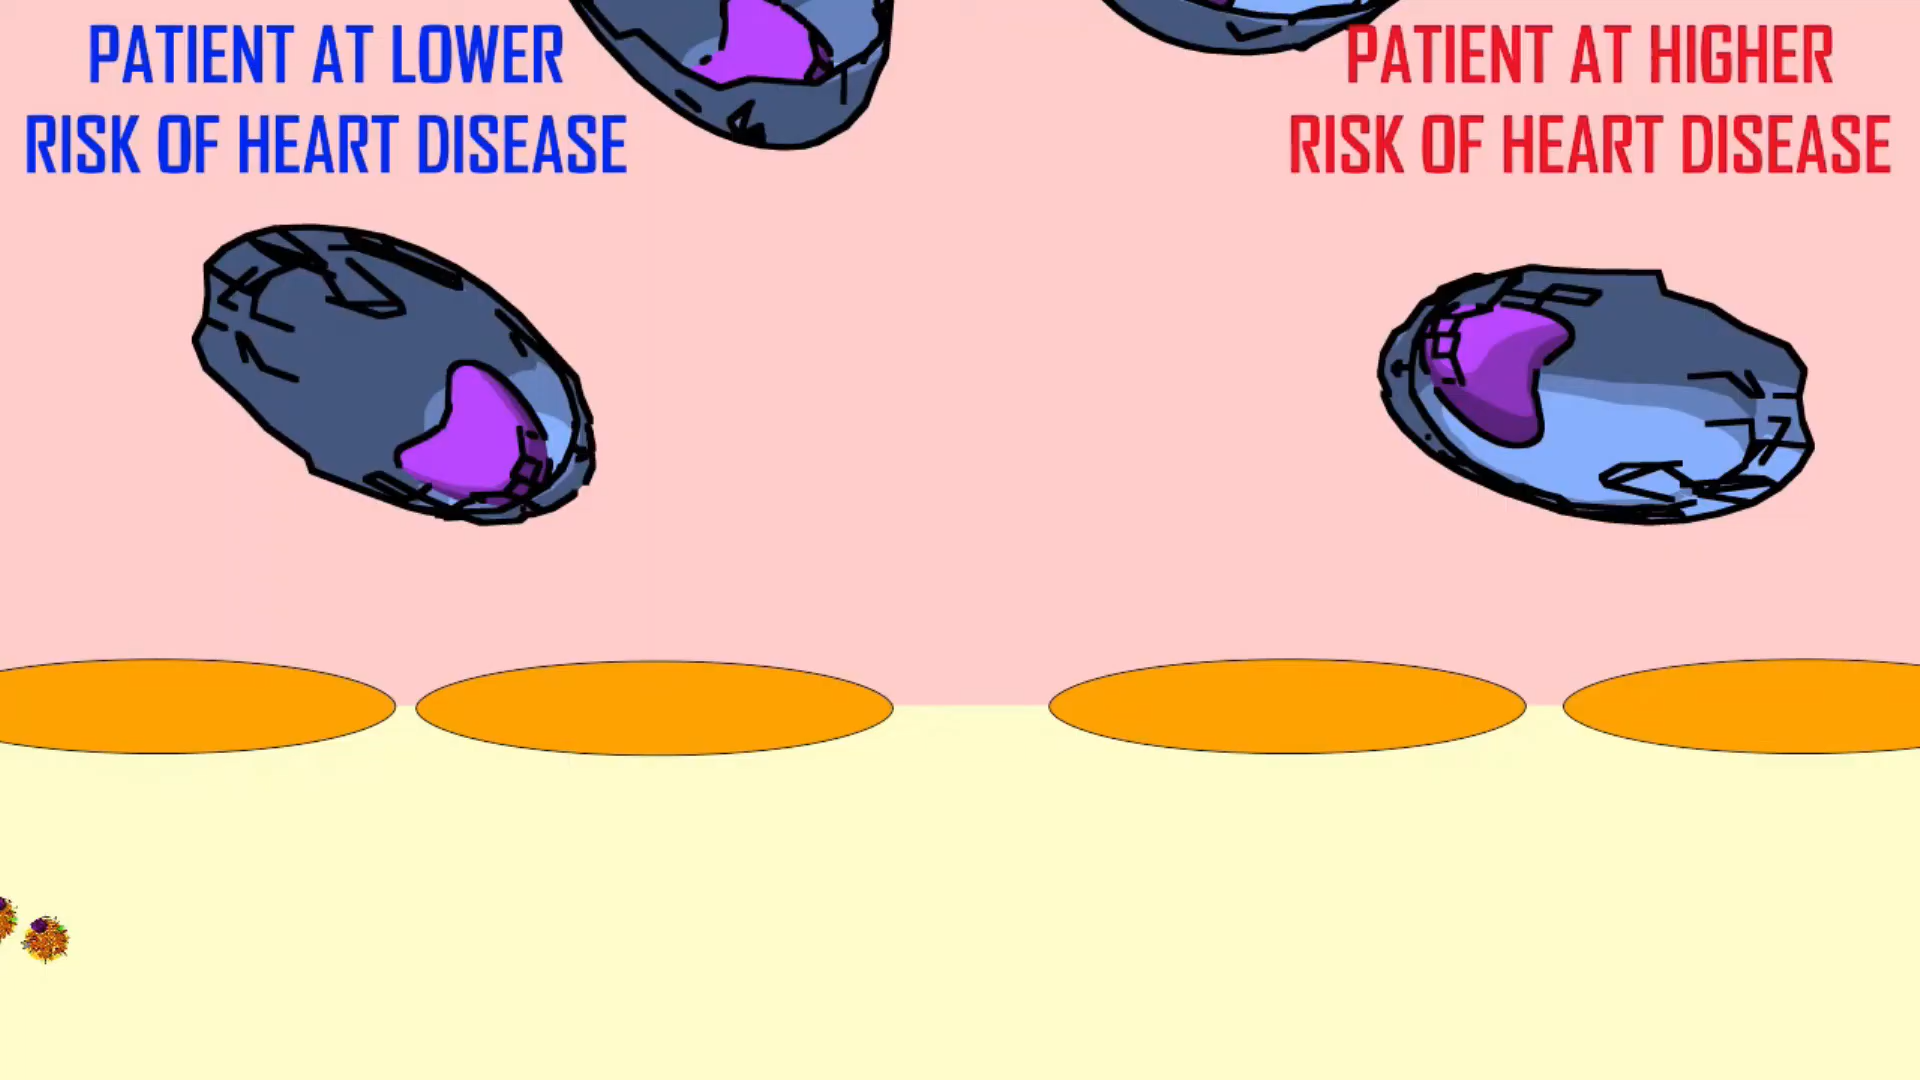 PATIENT AT LOWER
RISK OF HEART DISEASE
PATIENT AT HIGHER
RISK OF HEART DISEASE